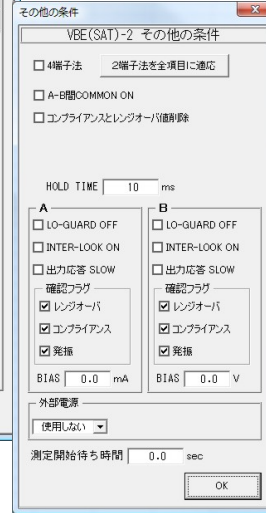 その他の条件
VBE(SAT)-2 その他の条件
4端子法 2端子法を全項目に適応
A-B間COMMON ON
コンプライアンスとレンジオーバ値削除
HOLD TIME 10 ms
A
LO-GUARD OFF
INTER-LOOK ON
出力応答 SLOW
確認フラグ
レンジオーバ
コンプライアンス
発振
BIAS 0.0 mA
B
LO-GUARD OFF
INTER-LOOK ON
出力応答 SLOW
確認フラグ
レンジオーバ
コンプライアンス
発振
BIAS 0.0 V
外部電源
使用しない
測定開始待ち時間 0.0 sec
OK